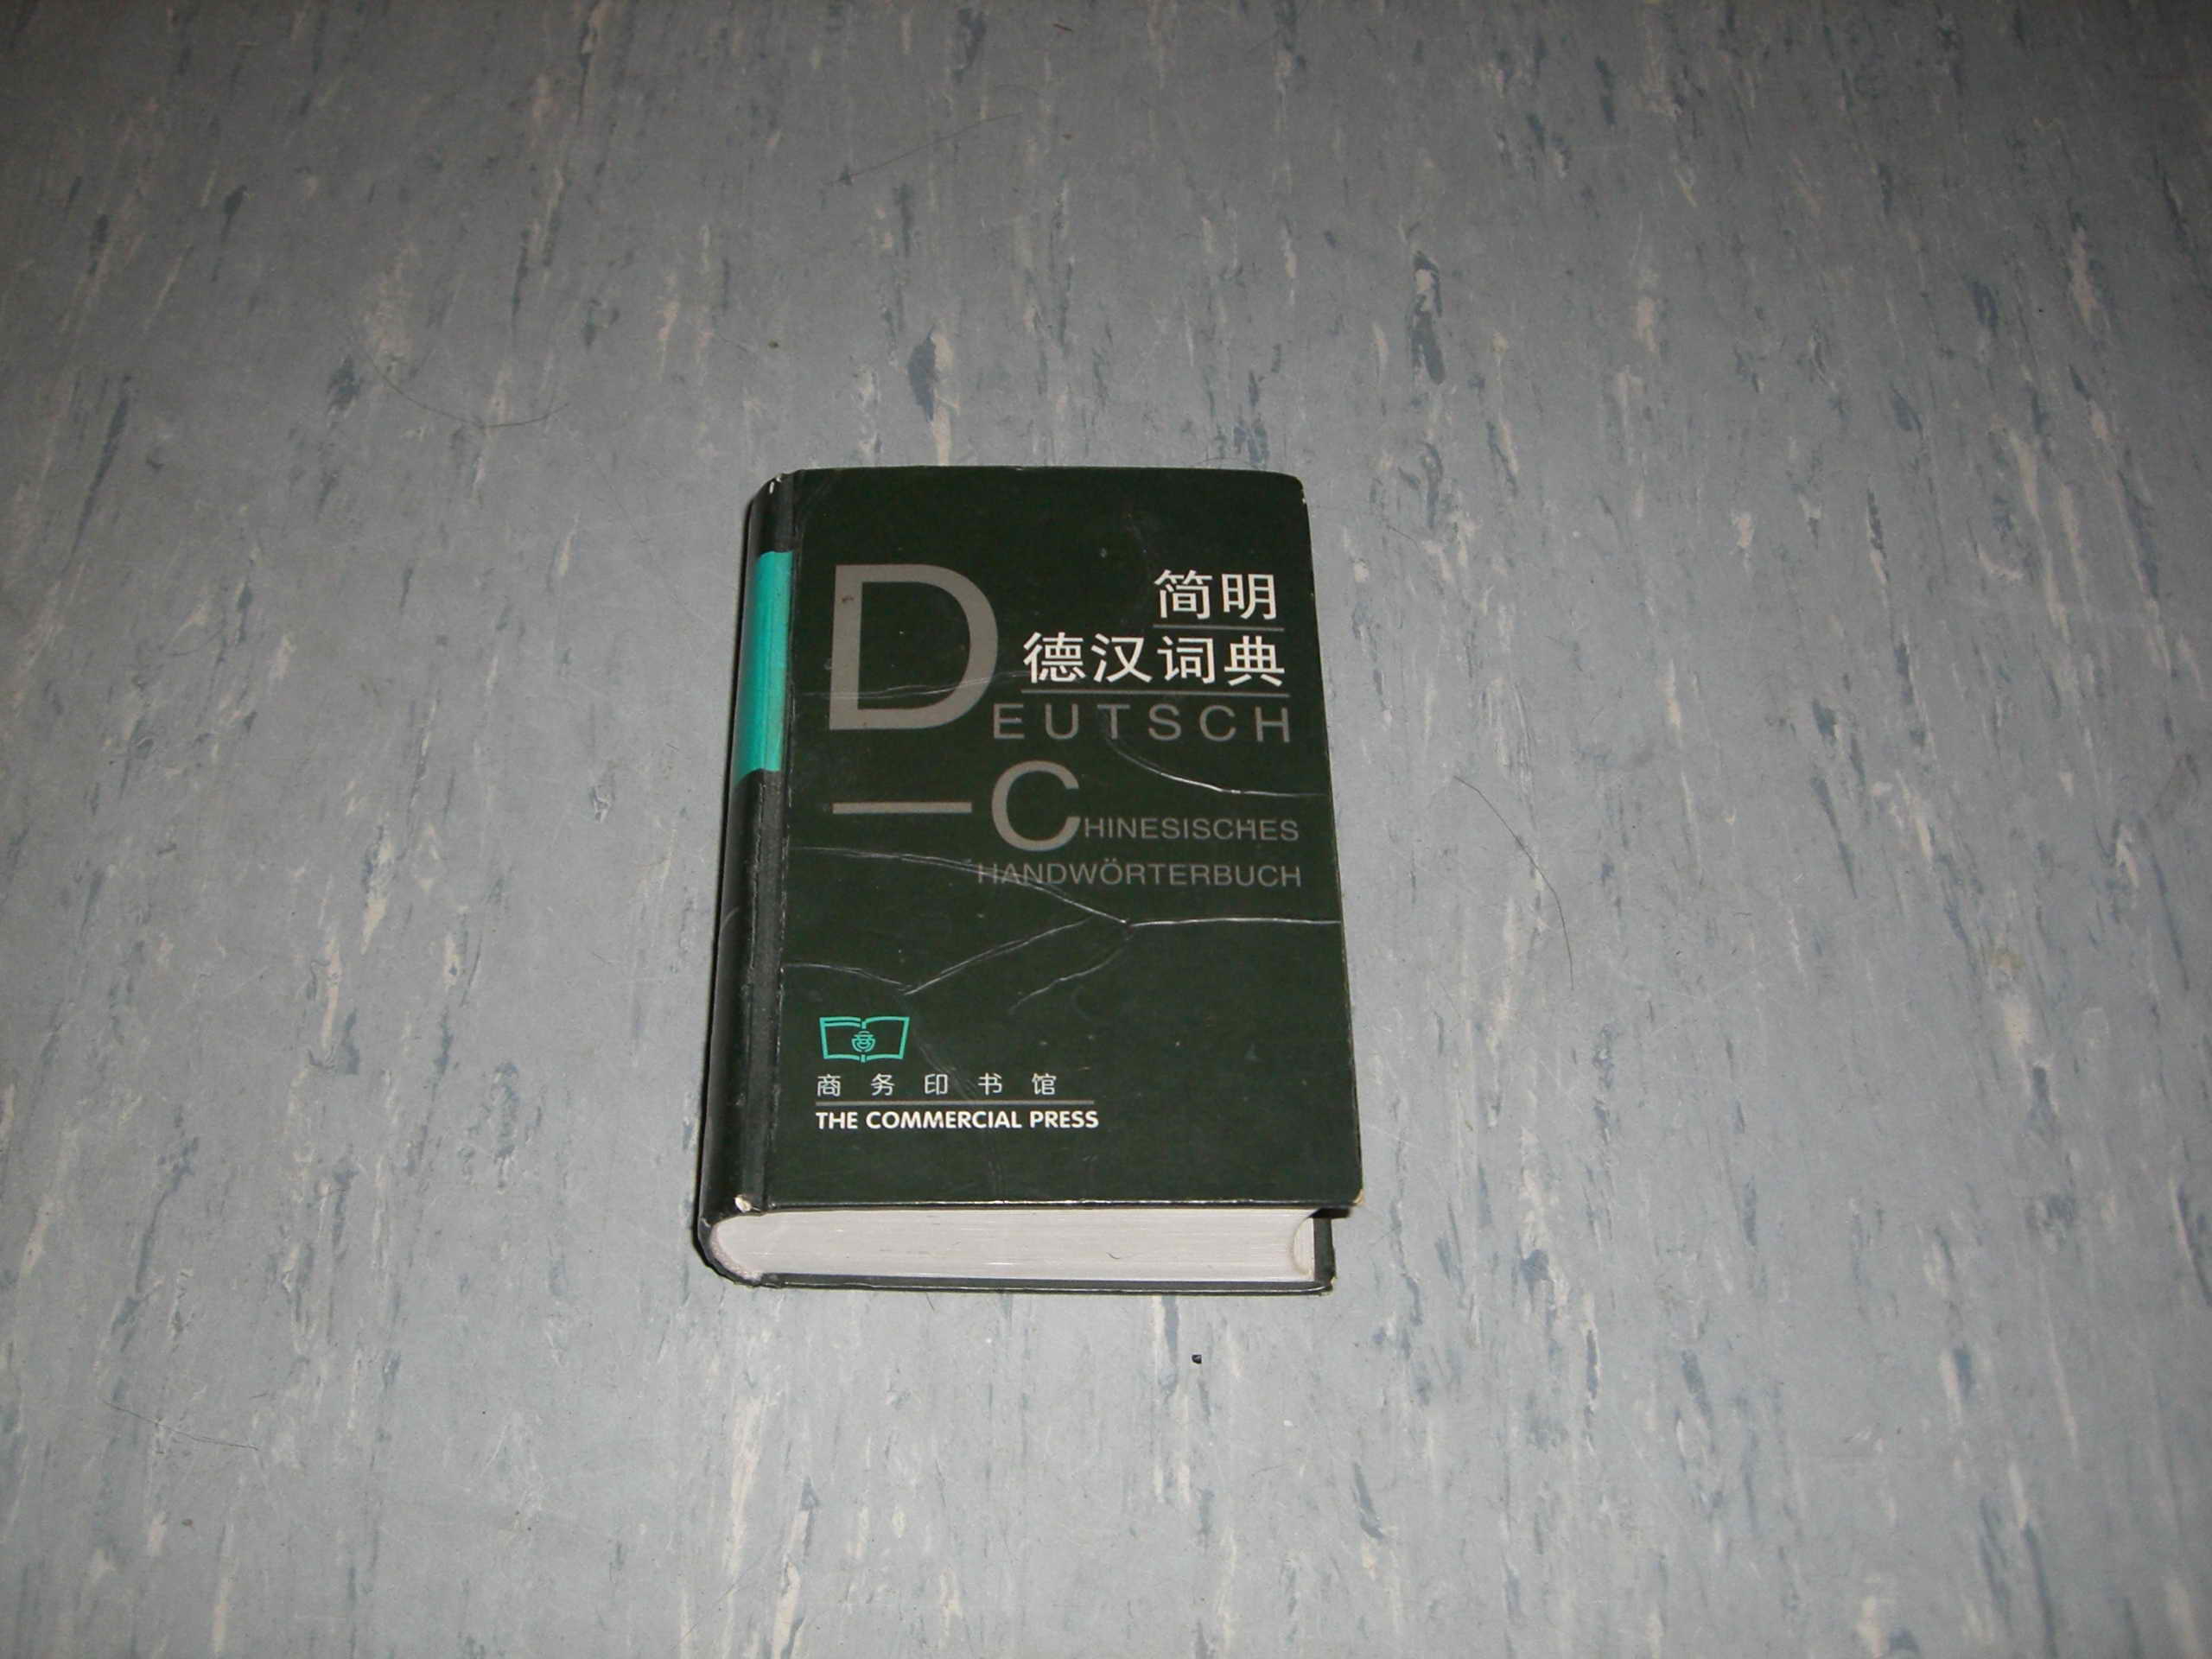 简明
德汉词典
DEUTSCH
—CHINESISCHES
HANDWÖRTERBUCH
商务印书馆
THE COMMERCIAL PRESS